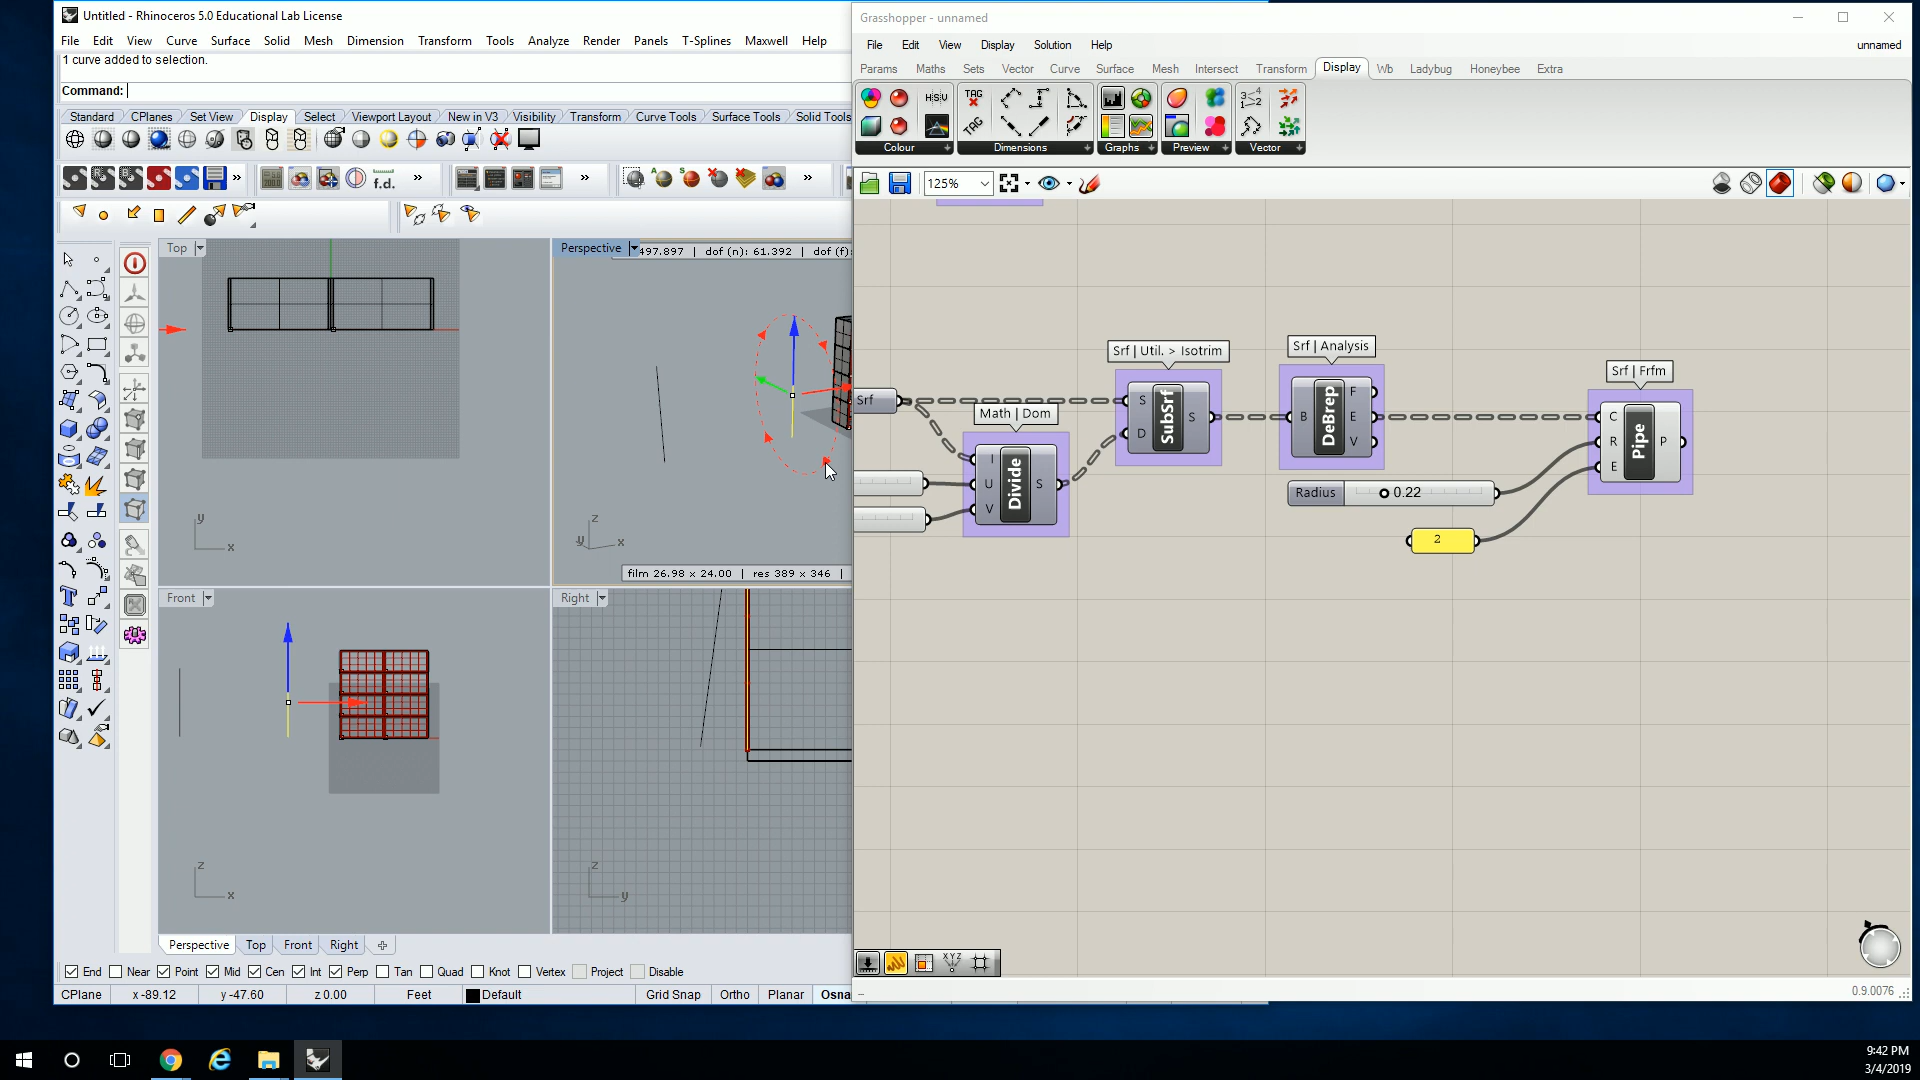 Untitled - Rhinoceros 5.0 Educational Lab License
File Edit View Curve Surface Solid Mesh Dimension Transform Tools Analyze Render Panels T-Splines Maxwell Help
1 curve added to selection.
Command:
Standard CPlanes Set View Display Select Viewport Layout New in V3 Visibility Transform Curve Tools Surface Tools Solid Tools
f.d.
Top
y
x
Perspective
497.897 | dof (n): 61.392 | dof (f):
z
y
x
film 26.98 x 24.00 | res 389 x 346 |
Front
z
x
Right
z
y
Perspective Top Front Right
End Near Point Mid Cen Int Perp Tan Quad Knot Vertex Project Disable
CPlane x -89.12 y -47.60 z 0.00 Feet Default Grid Snap Ortho Planar Osna
Grasshopper - unnamed
File Edit View Display Solution Help
unnamed
Params Maths Sets Vector Curve Surface Mesh Intersect Transform Display Wb Ladybug Honeybee Extra
H·S·V
TAG
TAG
Colour Dimensions Graphs Preview Vector
125%
Srf
Math | Dom
I
U
V
Divide
S
Srf | Util. > Isotrim
S
D
SubSrf
S
Srf | Analysis
B
DeBrep
F
E
V
Radius 0.22
2
Srf | Frfm
C
R
E
Pipe
P
X Y Z
0.9.0076
9:42 PM
3/4/2019